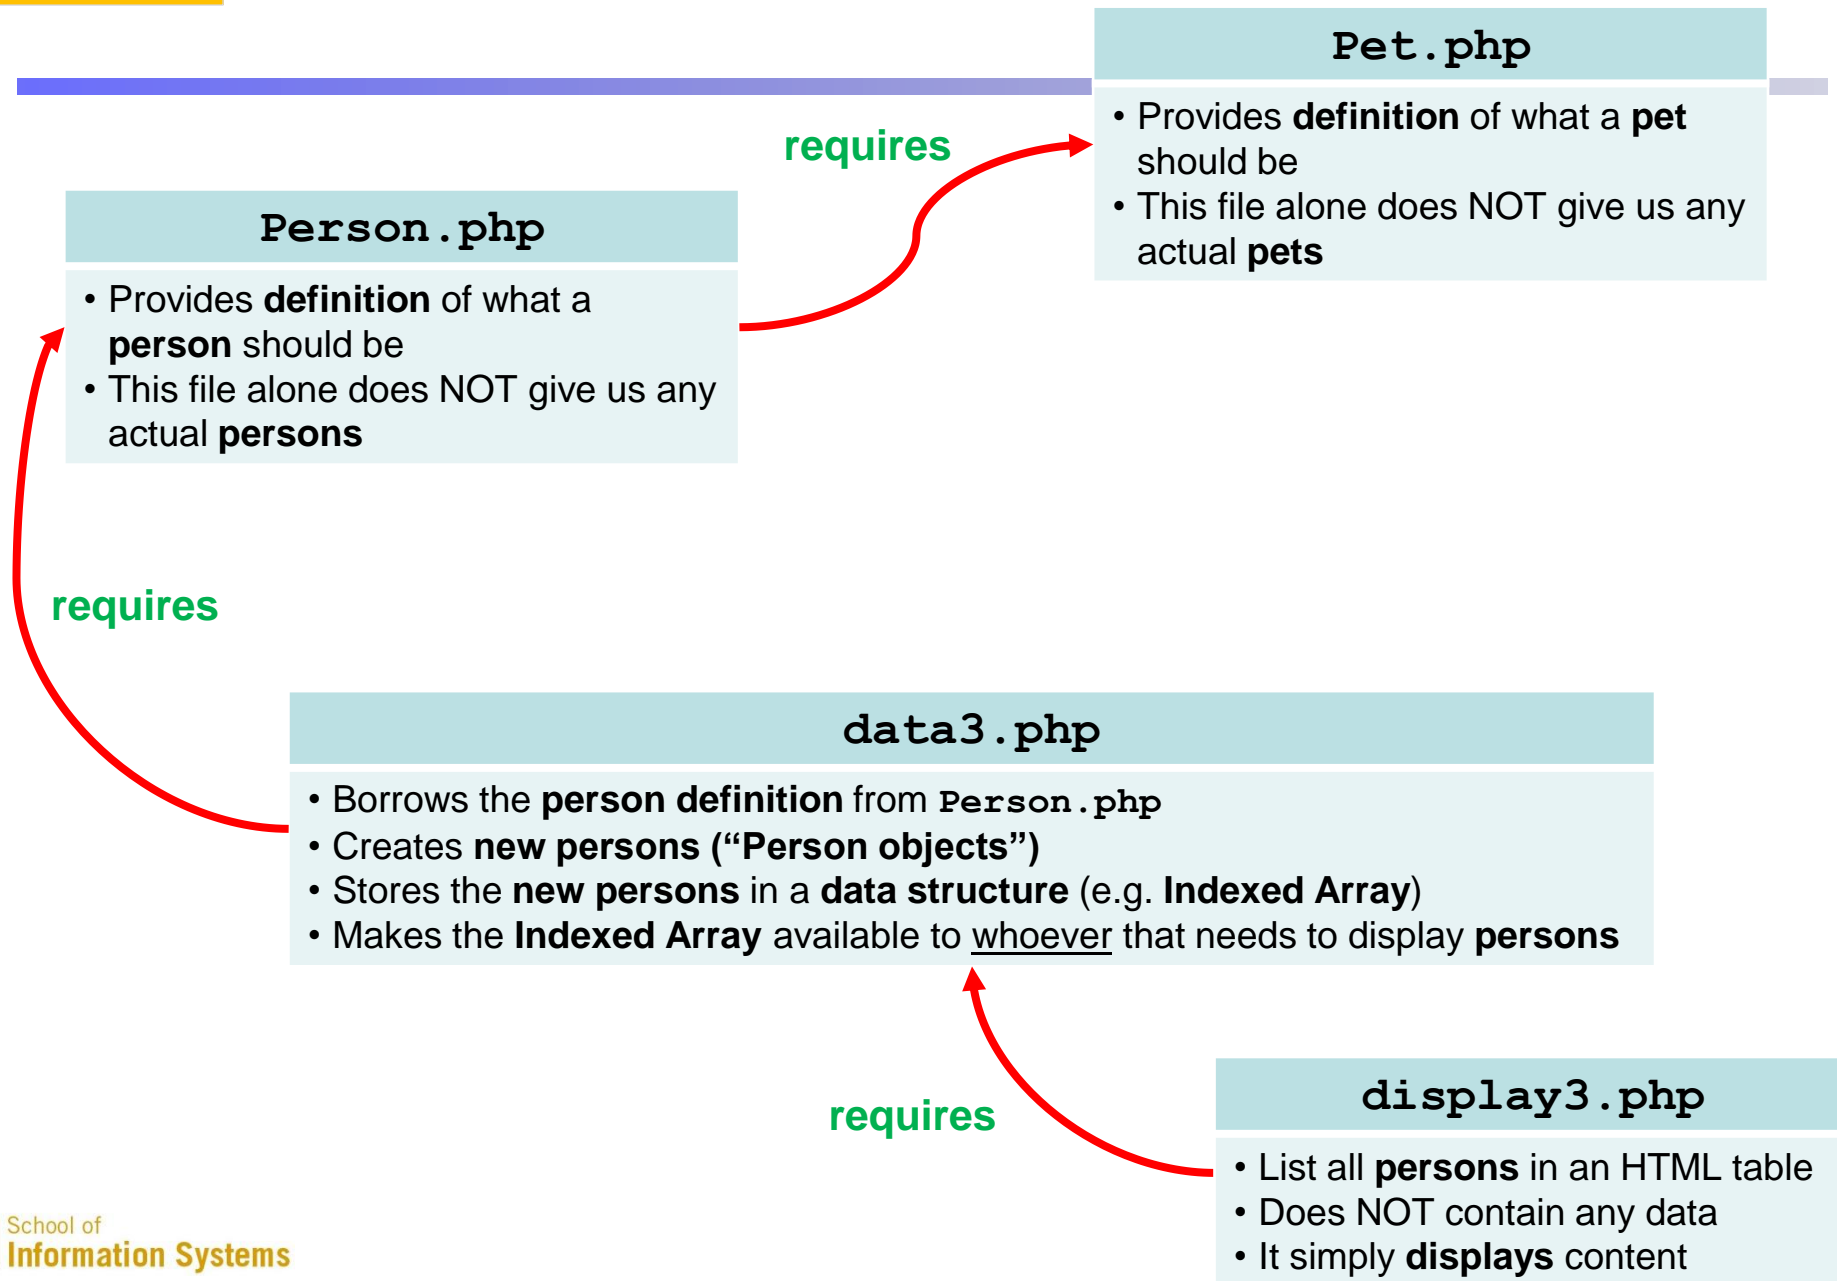 Pet.php
• Provides definition of what a pet
should be
• This file alone does NOT give us any
actual pets
requires
Person.php
• Provides definition of what a
person should be
• This file alone does NOT give us any
actual persons
requires
data3.php
• Borrows the person definition from Person.php
• Creates new persons (“Person objects”)
• Stores the new persons in a data structure (e.g. Indexed Array)
• Makes the Indexed Array available to whoever that needs to display persons
requires
display3.php
• List all persons in an HTML table
• Does NOT contain any data
• It simply displays content
School of
Information Systems